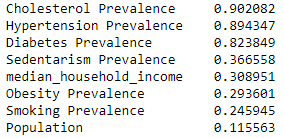 Cholesterol Prevalence 0.902082
Hypertension Prevalence 0.894347
Diabetes Prevalence 0.823849
Sedentarism Prevalence 0.366558
median_household_income 0.308951
Obesity Prevalence 0.293601
Smoking Prevalence 0.245945
Population 0.115563